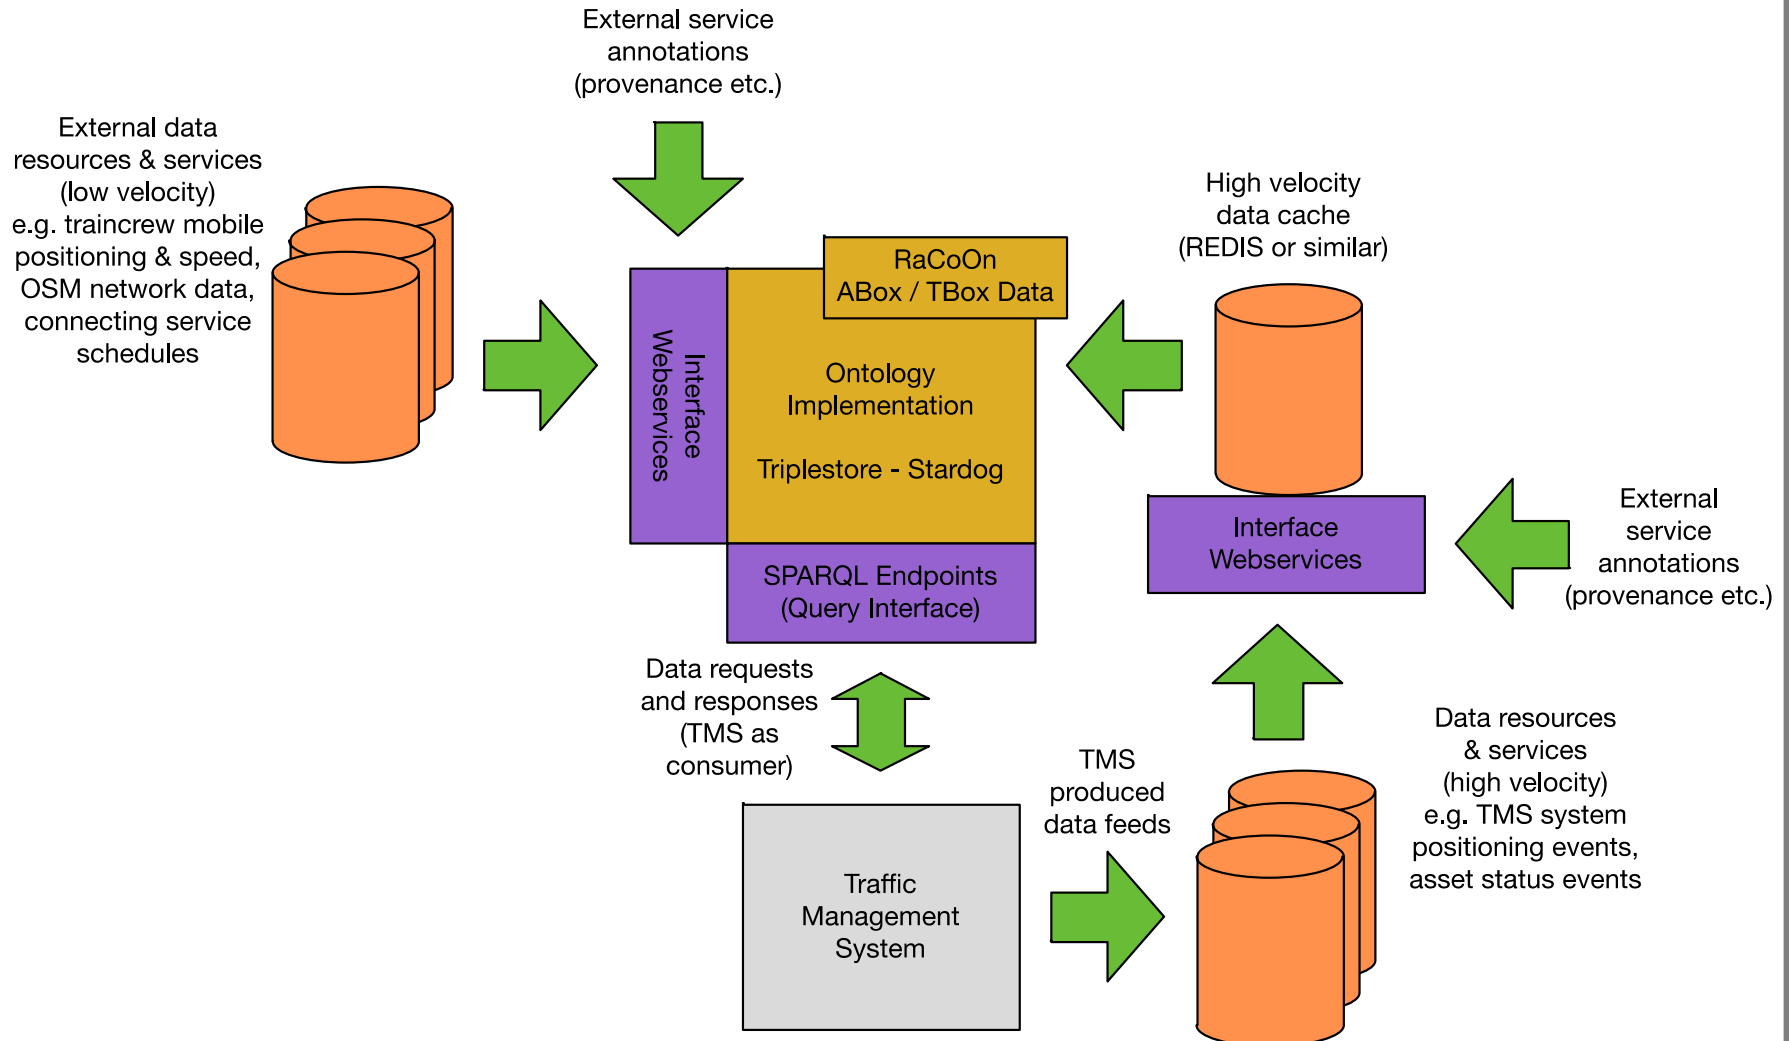 External service
annotations
(provenance etc.)
External data
resources & services
(low velocity)
e.g. traincrew mobile
positioning & speed,
OSM network data,
connecting service
schedules
High velocity
data cache
(REDIS or similar)
RaCoOn
ABox / TBox Data
Interface
Webservices
Ontology
Implementation
Triplestore - Stardog
SPARQL Endpoints
(Query Interface)
Interface
Webservices
External
service
annotations
(provenance etc.)
Data requests
and responses
(TMS as
consumer)
TMS
produced
data feeds
Data resources
& services
(high velocity)
e.g. TMS system
positioning events,
asset status events
Traffic
Management
System